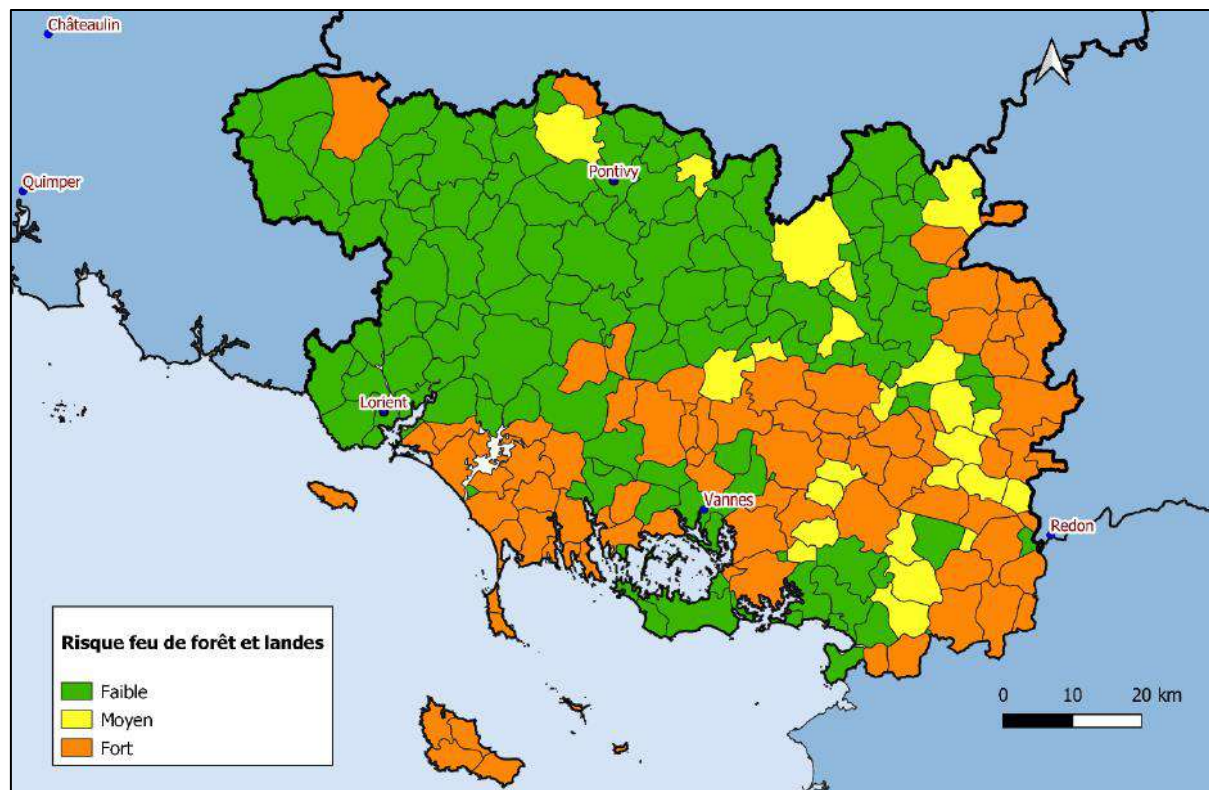 Châteaulin
Quimper
Pontivy
Lorient
Vannes
Redon
Risque feu de forêt et landes
Faible
Moyen
Fort
0 10 20 km